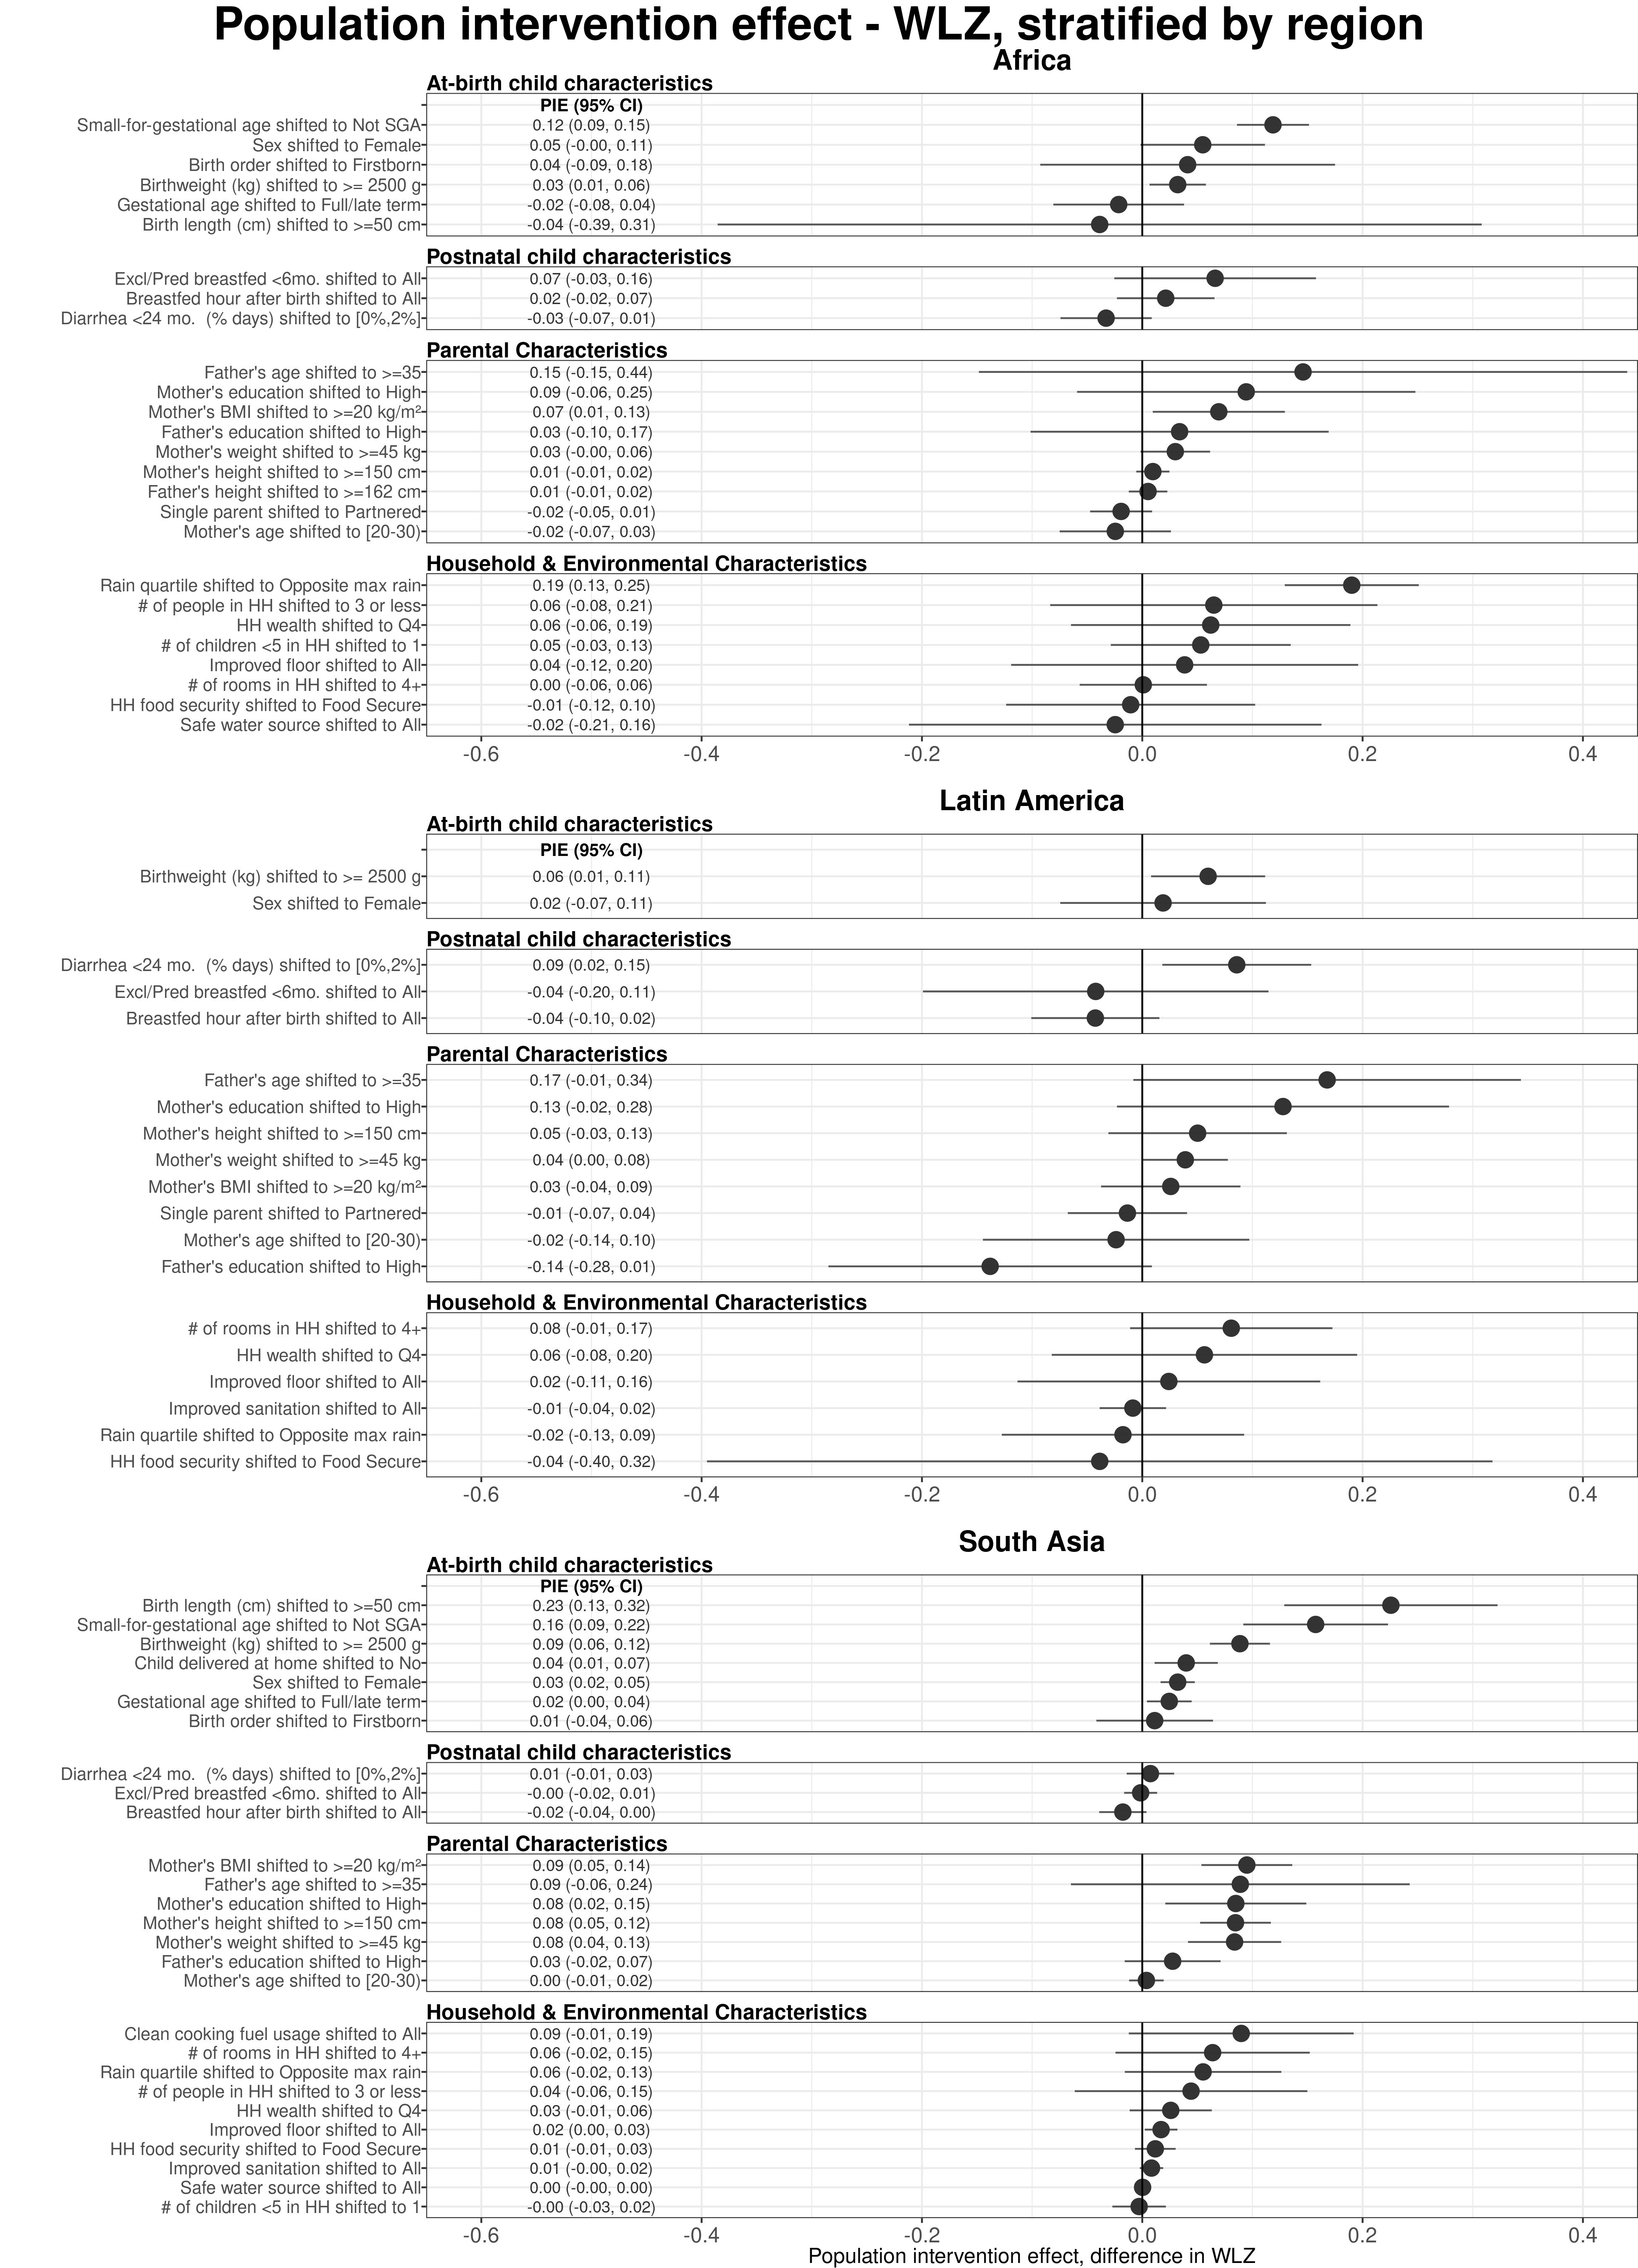 Population intervention effect - WLZ, stratified by region
Africa
At-birth child characteristics
PIE (95% CI)
Small-for-gestational age shifted to Not SGA 0.12 (0.09, 0.15)
Sex shifted to Female 0.05 (-0.00, 0.11)
Birth order shifted to Firstborn 0.04 (-0.09, 0.18)
Birthweight (kg) shifted to >= 2500 g 0.03 (0.01, 0.06)
Gestational age shifted to Full/late term -0.02 (-0.08, 0.04)
Birth length (cm) shifted to >=50 cm -0.04 (-0.39, 0.31)
Postnatal child characteristics
Excl/Pred breastfed <6mo. shifted to All 0.07 (-0.03, 0.16)
Breastfed hour after birth shifted to All 0.02 (-0.02, 0.07)
Diarrhea <24 mo. (% days) shifted to [0%,2%] -0.03 (-0.07, 0.01)
Parental Characteristics
Father's age shifted to >=35 0.15 (-0.15, 0.44)
Mother's education shifted to High 0.09 (-0.06, 0.25)
Mother's BMI shifted to >=20 kg/m² 0.07 (0.01, 0.13)
Father's education shifted to High 0.03 (-0.10, 0.17)
Mother's weight shifted to >=45 kg 0.03 (-0.00, 0.06)
Mother's height shifted to >=150 cm 0.01 (-0.01, 0.02)
Father's height shifted to >=162 cm 0.01 (-0.01, 0.02)
Single parent shifted to Partnered -0.02 (-0.05, 0.01)
Mother's age shifted to [20-30) -0.02 (-0.07, 0.03)
Household & Environmental Characteristics
Rain quartile shifted to Opposite max rain 0.19 (0.13, 0.25)
# of people in HH shifted to 3 or less 0.06 (-0.08, 0.21)
HH wealth shifted to Q4 0.06 (-0.06, 0.19)
# of children <5 in HH shifted to 1 0.05 (-0.03, 0.13)
Improved floor shifted to All 0.04 (-0.12, 0.20)
# of rooms in HH shifted to 4+ 0.00 (-0.06, 0.06)
HH food security shifted to Food Secure -0.01 (-0.12, 0.10)
Safe water source shifted to All -0.02 (-0.21, 0.16)
-0.6 -0.4 -0.2 0.0 0.2 0.4
Latin America
At-birth child characteristics
PIE (95% CI)
Birthweight (kg) shifted to >= 2500 g 0.06 (0.01, 0.11)
Sex shifted to Female 0.02 (-0.07, 0.11)
Postnatal child characteristics
Diarrhea <24 mo. (% days) shifted to [0%,2%] 0.09 (0.02, 0.15)
Excl/Pred breastfed <6mo. shifted to All -0.04 (-0.20, 0.11)
Breastfed hour after birth shifted to All -0.04 (-0.10, 0.02)
Parental Characteristics
Father's age shifted to >=35 0.17 (-0.01, 0.34)
Mother's education shifted to High 0.13 (-0.02, 0.28)
Mother's height shifted to >=150 cm 0.05 (-0.03, 0.13)
Mother's weight shifted to >=45 kg 0.04 (0.00, 0.08)
Mother's BMI shifted to >=20 kg/m² 0.03 (-0.04, 0.09)
Single parent shifted to Partnered -0.01 (-0.07, 0.04)
Mother's age shifted to [20-30) -0.02 (-0.14, 0.10)
Father's education shifted to High -0.14 (-0.28, 0.01)
Household & Environmental Characteristics
# of rooms in HH shifted to 4+ 0.08 (-0.01, 0.17)
HH wealth shifted to Q4 0.06 (-0.08, 0.20)
Improved floor shifted to All 0.02 (-0.11, 0.16)
Improved sanitation shifted to All -0.01 (-0.04, 0.02)
Rain quartile shifted to Opposite max rain -0.02 (-0.13, 0.09)
HH food security shifted to Food Secure -0.04 (-0.40, 0.32)
-0.6 -0.4 -0.2 0.0 0.2 0.4
South Asia
At-birth child characteristics
PIE (95% CI)
Birth length (cm) shifted to >=50 cm 0.23 (0.13, 0.32)
Small-for-gestational age shifted to Not SGA 0.16 (0.09, 0.22)
Birthweight (kg) shifted to >= 2500 g 0.09 (0.06, 0.12)
Child delivered at home shifted to No 0.04 (0.01, 0.07)
Sex shifted to Female 0.03 (0.02, 0.05)
Gestational age shifted to Full/late term 0.02 (0.00, 0.04)
Birth order shifted to Firstborn 0.01 (-0.04, 0.06)
Postnatal child characteristics
Diarrhea <24 mo. (% days) shifted to [0%,2%] 0.01 (-0.01, 0.03)
Excl/Pred breastfed <6mo. shifted to All -0.00 (-0.02, 0.01)
Breastfed hour after birth shifted to All -0.02 (-0.04, 0.00)
Parental Characteristics
Mother's BMI shifted to >=20 kg/m² 0.09 (0.05, 0.14)
Father's age shifted to >=35 0.09 (-0.06, 0.24)
Mother's education shifted to High 0.08 (0.02, 0.15)
Mother's height shifted to >=150 cm 0.08 (0.05, 0.12)
Mother's weight shifted to >=45 kg 0.08 (0.04, 0.13)
Father's education shifted to High 0.03 (-0.02, 0.07)
Mother's age shifted to [20-30) 0.00 (-0.01, 0.02)
Household & Environmental Characteristics
Clean cooking fuel usage shifted to All 0.09 (-0.01, 0.19)
# of rooms in HH shifted to 4+ 0.06 (-0.02, 0.15)
Rain quartile shifted to Opposite max rain 0.06 (-0.02, 0.13)
# of people in HH shifted to 3 or less 0.04 (-0.06, 0.15)
HH wealth shifted to Q4 0.03 (-0.01, 0.06)
Improved floor shifted to All 0.02 (0.00, 0.03)
HH food security shifted to Food Secure 0.01 (-0.01, 0.03)
Improved sanitation shifted to All 0.01 (-0.00, 0.02)
Safe water source shifted to All 0.00 (-0.00, 0.00)
# of children <5 in HH shifted to 1 -0.00 (-0.03, 0.02)
-0.6 -0.4 -0.2 0.0 0.2 0.4
Population intervention effect, difference in WLZ